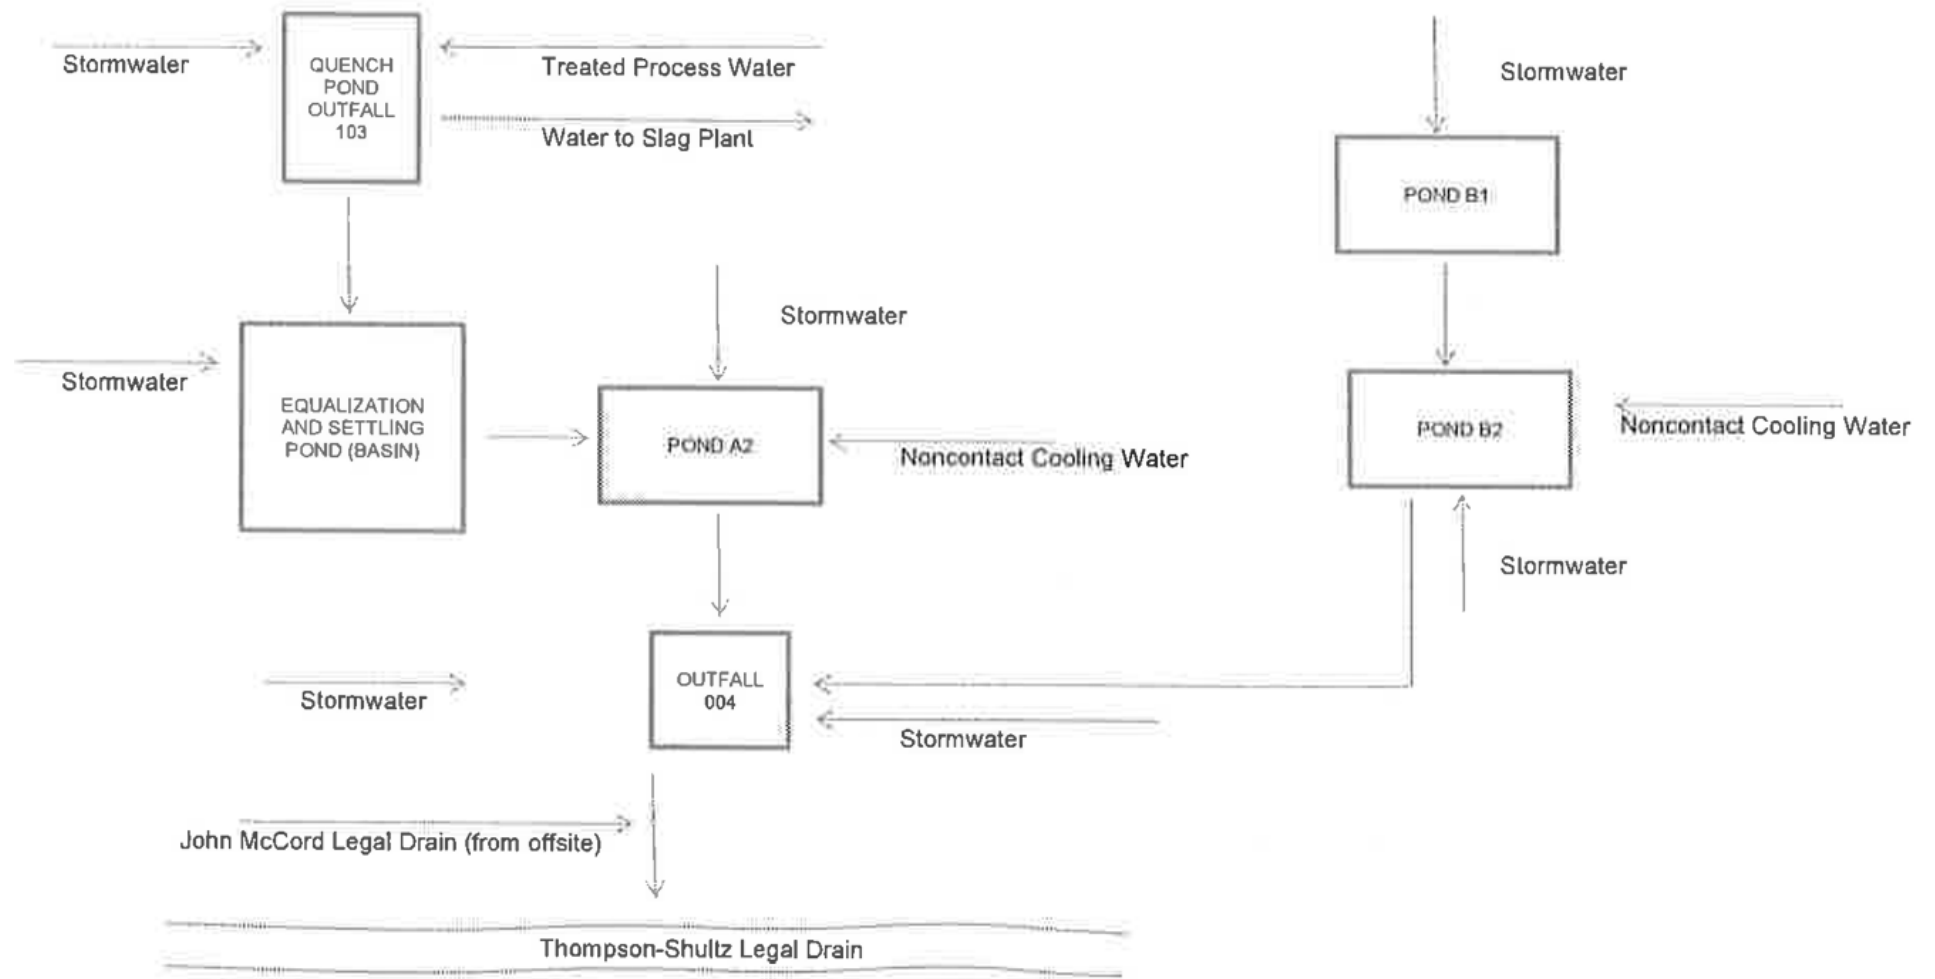 Stormwater
QUENCH
POND
OUTFALL
103
Treated Process Water
Water to Slag Plant
Stormwater
POND B1
Stormwater
EQUALIZATION
AND SETTLING
POND (BASIN)
Stormwater
POND A2
Noncontact Cooling Water
POND B2
Noncontact Cooling Water
Stormwater
Stormwater
OUTFALL
004
Stormwater
John McCord Legal Drain (from offsite)
Thompson-Shultz Legal Drain